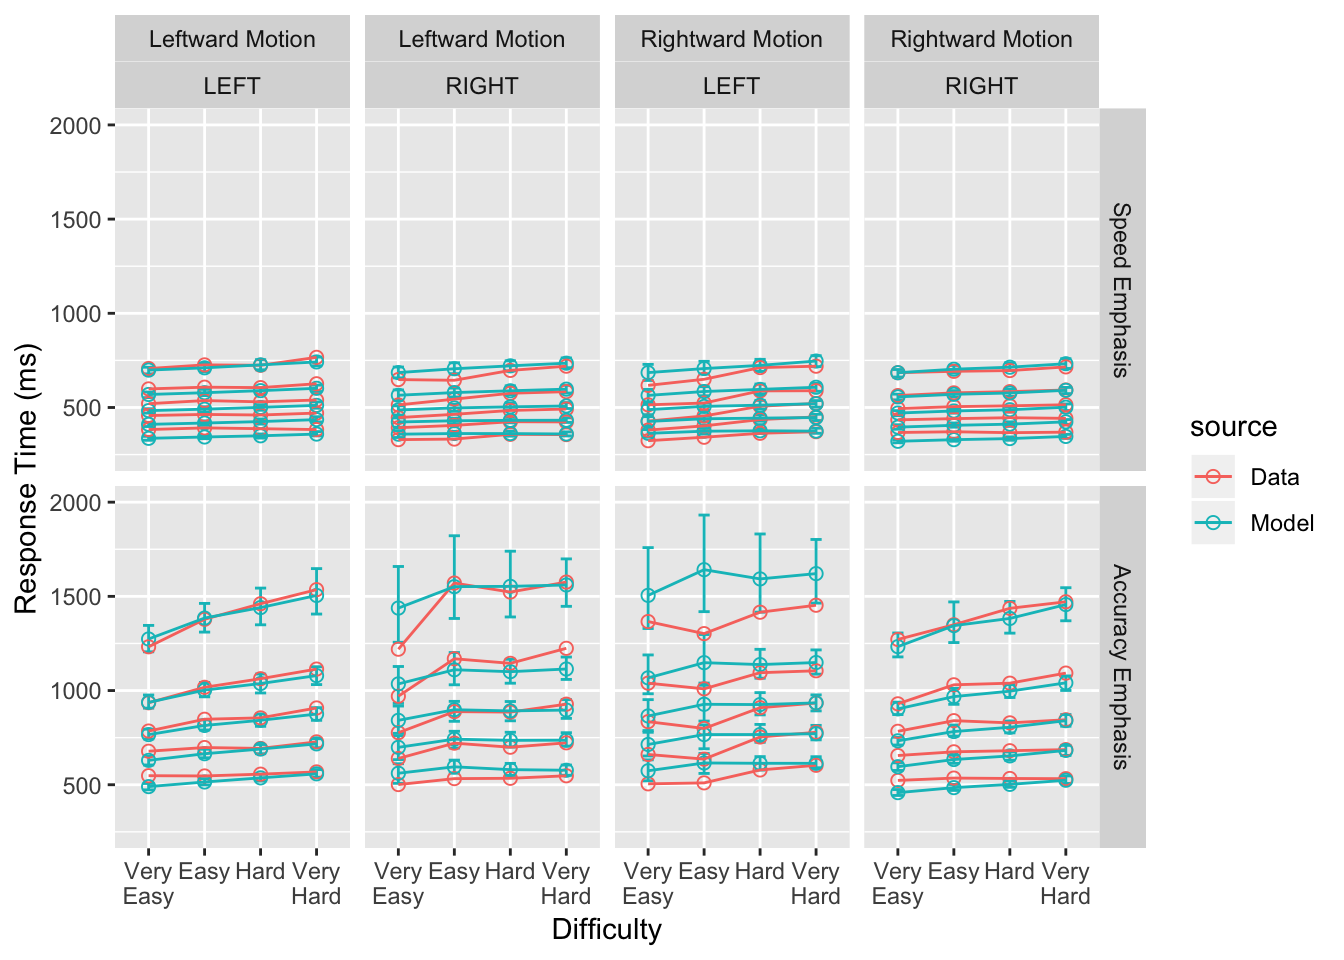 Leftward Motion
Leftward Motion
Rightward Motion
Rightward Motion
LEFT
RIGHT
LEFT
RIGHT
2000
1500
1000
500
Speed Emphasis
2000
1500
1000
500
Accuracy Emphasis
Response Time (ms)
Very Easy Hard Very
Easy Hard
Very Easy Hard Very
Easy Hard
Very Easy Hard Very
Easy Hard
Very Easy Hard Very
Easy Hard
Difficulty
source
Data
Model